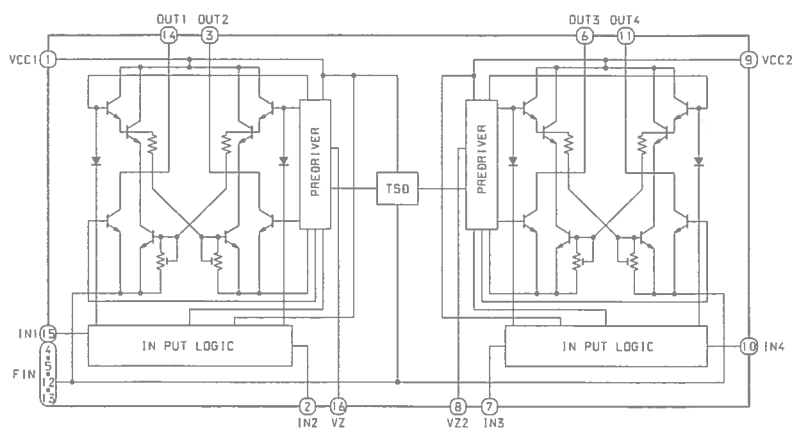 OUT1 OUT2 OUT3 OUT4
14 3 6 11
VCC1 1 9 VCC2
PREDRIVER TSD PREDRIVER
IN1 15
IN PUT LOGIC IN PUT LOGIC
10 IN4
FIN 4 5 12 13
2 16 8 7
IN2 VZ VZ2 IN3